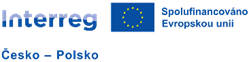 Interreg
Spolufinancováno
Evropskou unií
Česko – Polsko